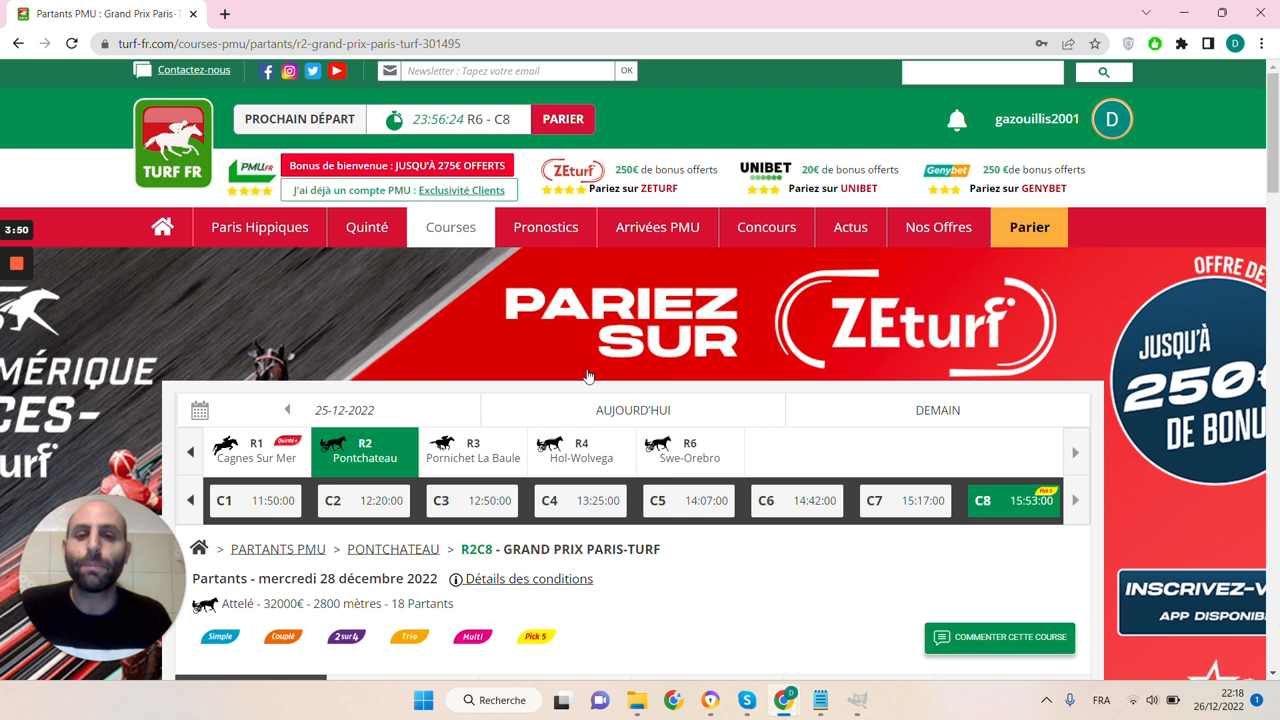 Partants PMU : Grand Prix Paris-T
turf-fr.com/courses-pmu/partants/r2-grand-prix-paris-turf-301495
D
Contactez-nous
Newsletter : Tapez votre email
OK
TURF FR
PROCHAIN DÉPART
23:56:24 R6 - C8
PARIER
gazouillis2001
D
PMU.FR
Bonus de bienvenue : JUSQU'À 275€ OFFERTS
J'ai déjà un compte PMU : Exclusivité Clients
ZEturf
250€ de bonus offerts
Pariez sur ZETURF
UNIBET
20€ de bonus offerts
Pariez sur UNIBET
Genybet
250 €de bonus offerts
Pariez sur GENYBET
3:50
Paris Hippiques
Quinté
Courses
Pronostics
Arrivées PMU
Concours
Actus
Nos Offres
Parier
MÉRIQUE
CES-
urf
PARIEZ
SUR
ZEturf
OFFRE DE
JUSQU'À
250€
DE BONU
INSCRIVEZ-V
APP DISPONIB
25-12-2022
AUJOURD'HUI
DEMAIN
R1 Quinté+
Cagnes Sur Mer
R2
Pontchateau
R3
Pornichet La Baule
R4
Hol-Wolvega
R6
Swe-Orebro
C1 11:50:00
C2 12:20:00
C3 12:50:00
C4 13:25:00
C5 14:07:00
C6 14:42:00
C7 15:17:00
C8 15:53:00
Pick 5
> PARTANTS PMU > PONTCHATEAU > R2C8 - GRAND PRIX PARIS-TURF
Partants - mercredi 28 décembre 2022
Détails des conditions
Attelé - 32000€ - 2800 mètres - 18 Partants
Simple
Couplé
2 sur 4
Trio
Multi
Pick 5
COMMENTER CETTE COURSE
Recherche
FRA
22:18
26/12/2022
1